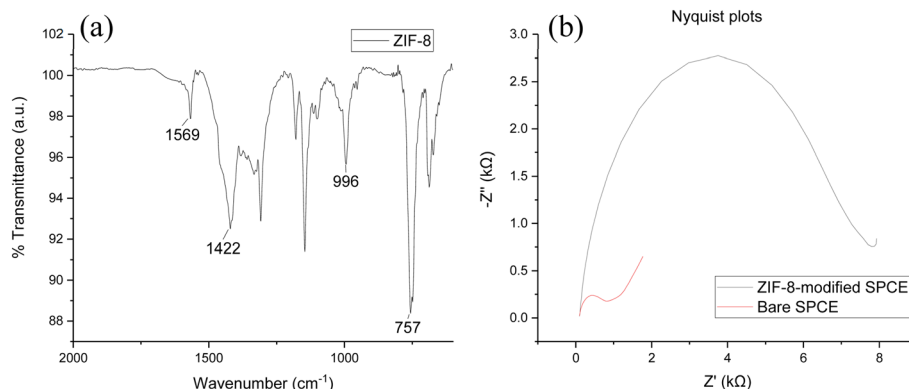 (a)
ZIF-8
% Transmittance (a.u.)
102
100
98
96
94
92
90
88
1569
1422
996
757
2000
1500
1000
Wavenumber (cm⁻¹)
(b)
Nyquist plots
-Z'' (kΩ)
3.0
2.5
2.0
1.5
1.0
0.5
0.0
ZIF-8-modified SPCE
Bare SPCE
0
2
4
6
8
Z' (kΩ)